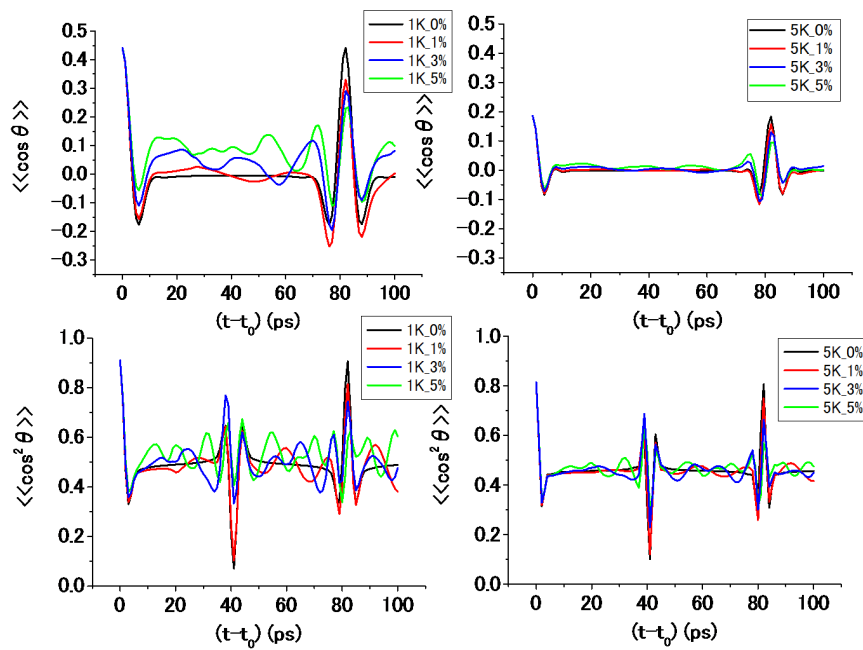 0.5
0.4
0.3
0.2
0.1
0.0
−0.1
−0.2
−0.3
<<cos θ>>
1K_0%
1K_1%
1K_3%
1K_5%
0 20 40 60 80 100
(t−t0) (ps)
0.5
0.4
0.3
0.2
0.1
0.0
−0.1
−0.2
−0.3
<<cos θ>>
5K_0%
5K_1%
5K_3%
5K_5%
0 20 40 60 80 100
(t−t0) (ps)
1.0
0.8
0.6
0.4
0.2
0.0
<<cos² θ>>
1K_0%
1K_1%
1K_3%
1K_5%
0 20 40 60 80 100
(t−t0) (ps)
1.0
0.8
0.6
0.4
0.2
0.0
<<cos² θ>>
5K_0%
5K_1%
5K_3%
5K_5%
0 20 40 60 80 100
(t−t0) (ps)